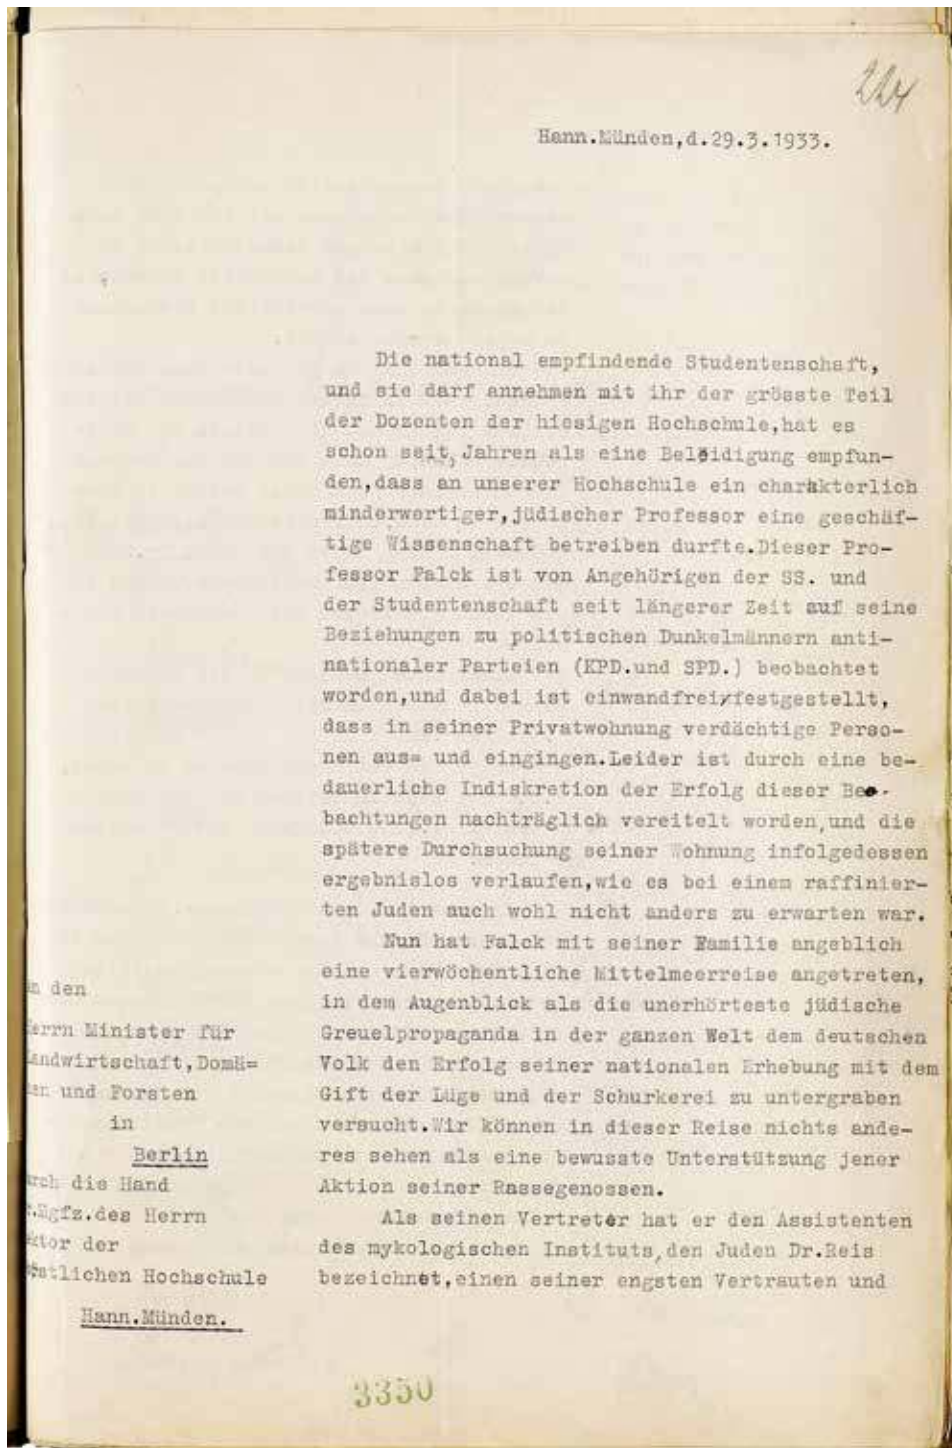 224
Hann.Münden,d.29.3.1933.
Die national empfindende Studentenschaft,
und sie darf annehmen mit ihr der grösste Teil
der Dozenten der hiesigen Hochschule,hat es
schon seit, Jahren als eine Beleidigung empfun-
den,dass an unserer Hochschule ein charakterlich
minderwertiger,jüdischer Professor eine geschäf-
tige Wissenschaft betreiben durfte.Dieser Pro-
fessor Falck ist von Angehörigen der SS. und
der Studentenschaft seit längerer Zeit auf seine
Beziehungen zu politischen Dunkelmännern anti-
nationaler Parteien (KPD.und SPD.) beobachtet
worden,und dabei ist einwandfrei festgestellt,
dass in seiner Privatwohnung verdächtige Perso-
nen aus= und eingingen.Leider ist durch eine be-
dauerliche Indiskretion der Erfolg dieser Beo-
bachtungen nachträglich vereitelt worden,und die
spätere Durchsuchung seiner Wohnung infolgedessen
ergebnislos verlaufen,wie es bei einem raffinier-
ten Juden auch wohl nicht anders zu erwarten war.
Nun hat Falck mit seiner Familie angeblich
eine vierwöchentliche Mittelmeerreise angetreten,
in dem Augenblick als die unerhörteste jüdische
Greuelpropaganda in der ganzen Welt dem deutschen
Volk den Erfolg seiner nationalen Erhebung mit dem
Gift der Lüge und der Schurkerei zu untergraben
versucht.Wir können in dieser Reise nichts ande-
res sehen als eine bewusste Unterstützung jener
Aktion seiner Rassegenossen.
Als seinen Vertreter hat er den Assistenten
des mykologischen Instituts,den Juden Dr.Reis
bezeichnet,einen seiner engsten Vertrauten und
an den
Herrn Minister für
Landwirtschaft,Domä=
nen und Forsten
in
Berlin
durch die Hand
Sr.Mgfz.des Herrn
Rektor der
Forstlichen Hochschule
Hann.Münden.
3350